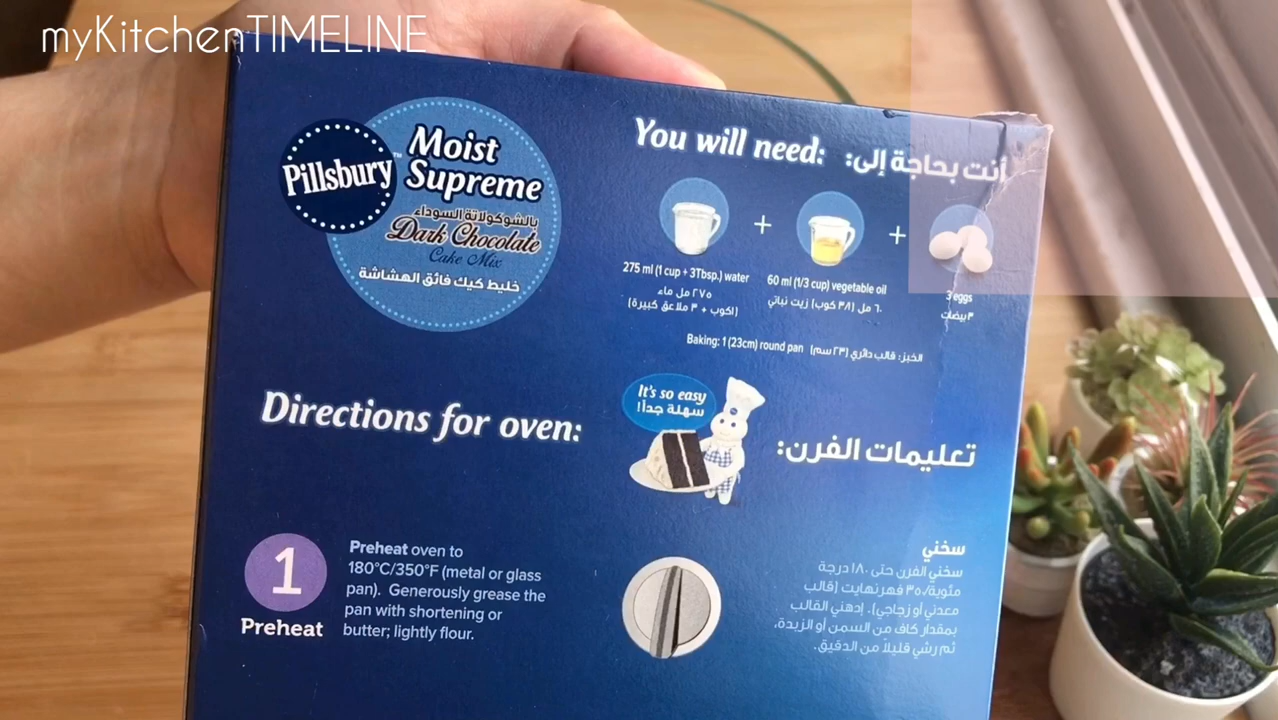 myKitchenTIMELINE
Pillsbury™
Moist
Supreme
بالشوكولاتة السوداء
Dark Chocolate
Cake Mix
خليط كيك فائق الهشاشة
You will need: أنت بحاجة إلى:
+
+
275 ml (1 cup + 3Tbsp.) water
٢٧٥ مل ماء
(١كوب + ٣ ملاعق كبيرة)
60 ml (1/3 cup) vegetable oil
٦٠ مل (٣/١ كوب) زيت نباتي
3 eggs
٣ بيضات
Baking: 1 (23cm) round pan الخبز: قالب دائري (٢٣ سم)
Directions for oven:
It's so easy
سهلة جداً!
تعليمات الفرن:
1
Preheat
Preheat oven to
180°C/350°F (metal or glass
pan). Generously grease the
pan with shortening or
butter; lightly flour.
سخني
سخني الفرن حتى ١٨٠ درجة
مئوية/٣٥٠ فهرنهايت (قالب
معدني أو زجاجي). إدهني القالب
بمقدار كاف من السمن أو الزبدة،
ثم رشي قليلاً من الدقيق.